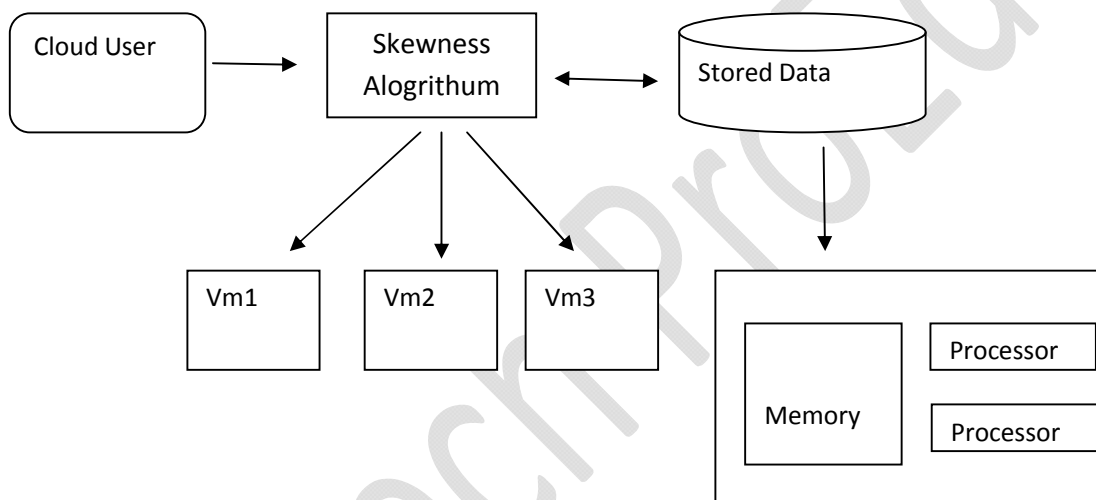 Cloud User
Skewness
Alogrithum
Stored Data
Vm1
Vm2
Vm3
Memory
Processor
Processor